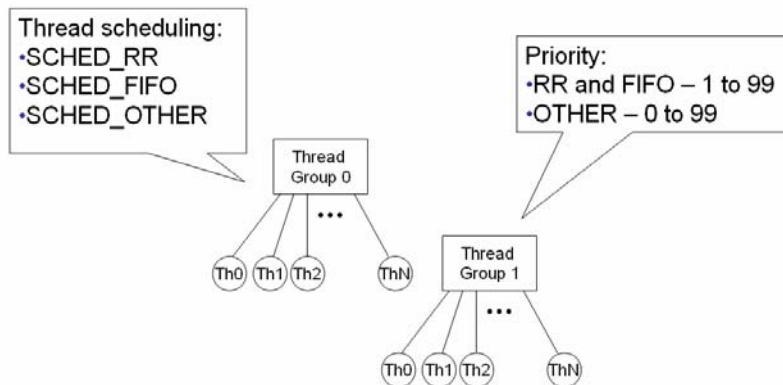 Thread scheduling:
•SCHED_RR
•SCHED_FIFO
•SCHED_OTHER
Priority:
•RR and FIFO – 1 to 99
•OTHER – 0 to 99
Thread
Group 0
•••
Th0 Th1 Th2 ThN
Thread
Group 1
•••
Th0 Th1 Th2 ThN